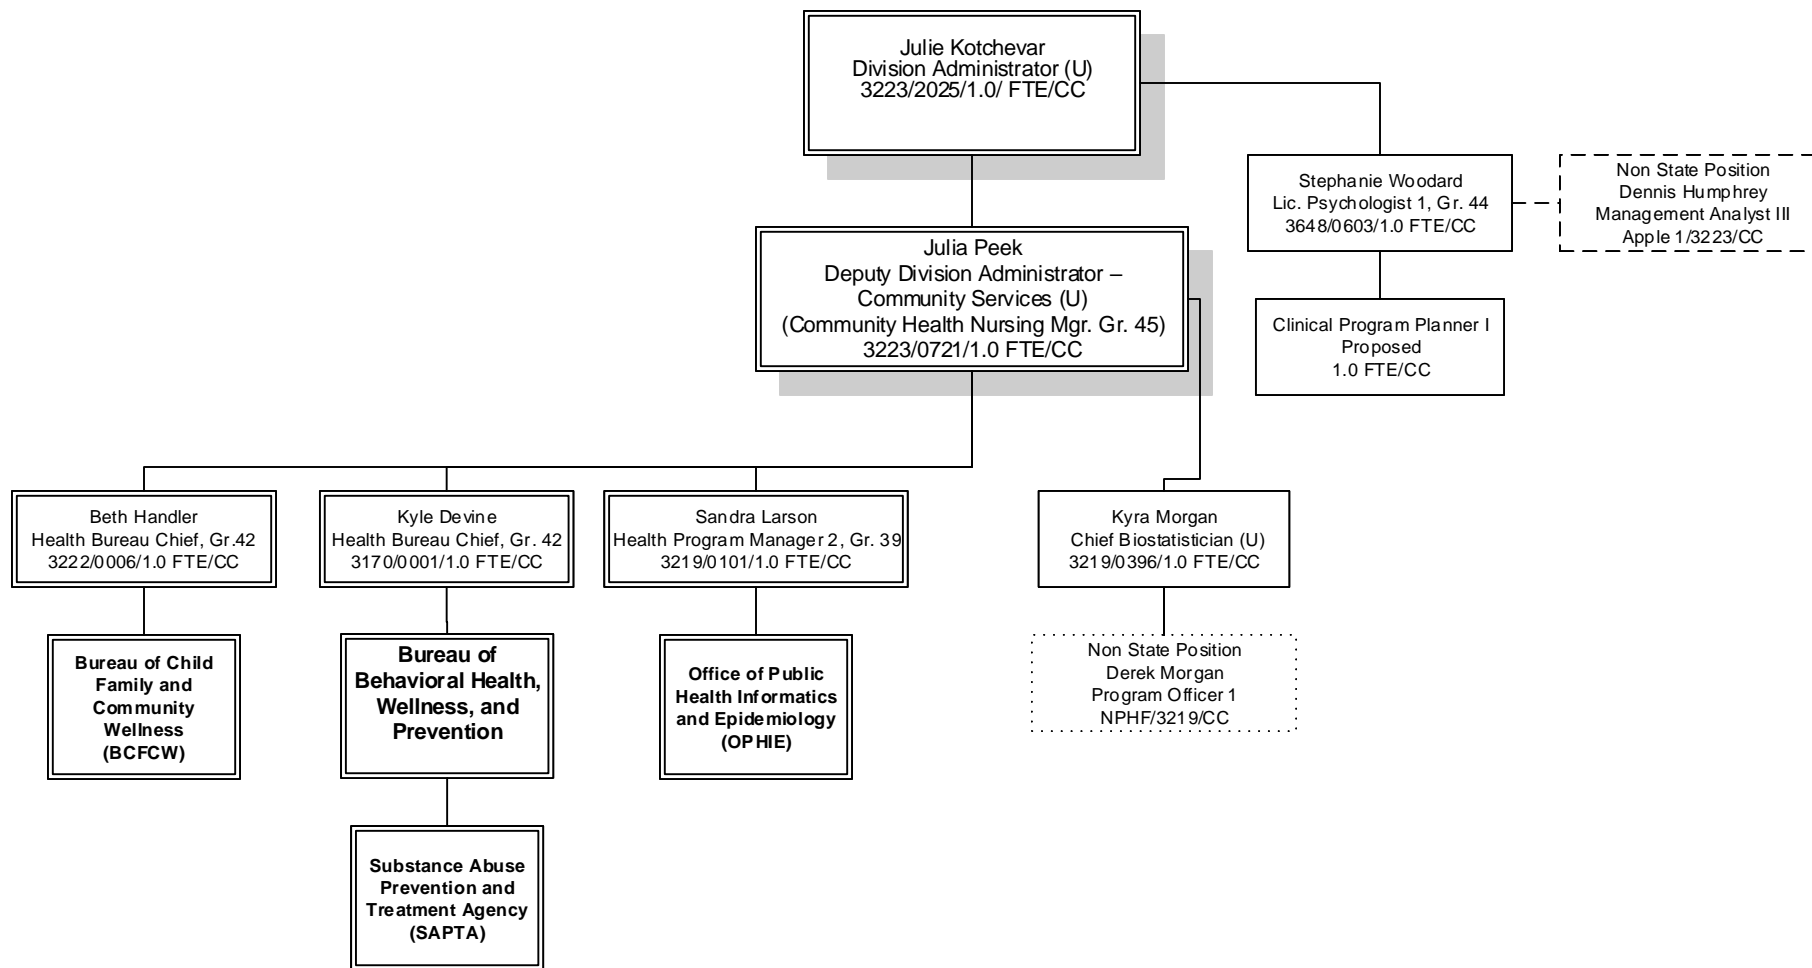 Julie Kotchevar
Division Administrator (U)
3223/2025/1.0/ FTE/CC
Stephanie Woodard
Lic. Psychologist 1, Gr. 44
3648/0603/1.0 FTE/CC
Non State Position
Dennis Humphrey
Management Analyst III
Apple 1/3223/CC
Julia Peek
Deputy Division Administrator –
Community Services (U)
(Community Health Nursing Mgr. Gr. 45)
3223/0721/1.0 FTE/CC
Clinical Program Planner I
Proposed
1.0 FTE/CC
Beth Handler
Health Bureau Chief, Gr.42
3222/0006/1.0 FTE/CC
Kyle Devine
Health Bureau Chief, Gr. 42
3170/0001/1.0 FTE/CC
Sandra Larson
Health Program Manager 2, Gr. 39
3219/0101/1.0 FTE/CC
Kyra Morgan
Chief Biostatistician (U)
3219/0396/1.0 FTE/CC
Bureau of Child
Family and
Community
Wellness
(BCFCW)
Bureau of
Behavioral Health,
Wellness, and
Prevention
Office of Public
Health Informatics
and Epidemiology
(OPHIE)
Non State Position
Derek Morgan
Program Officer 1
NPHF/3219/CC
Substance Abuse
Prevention and
Treatment Agency
(SAPTA)